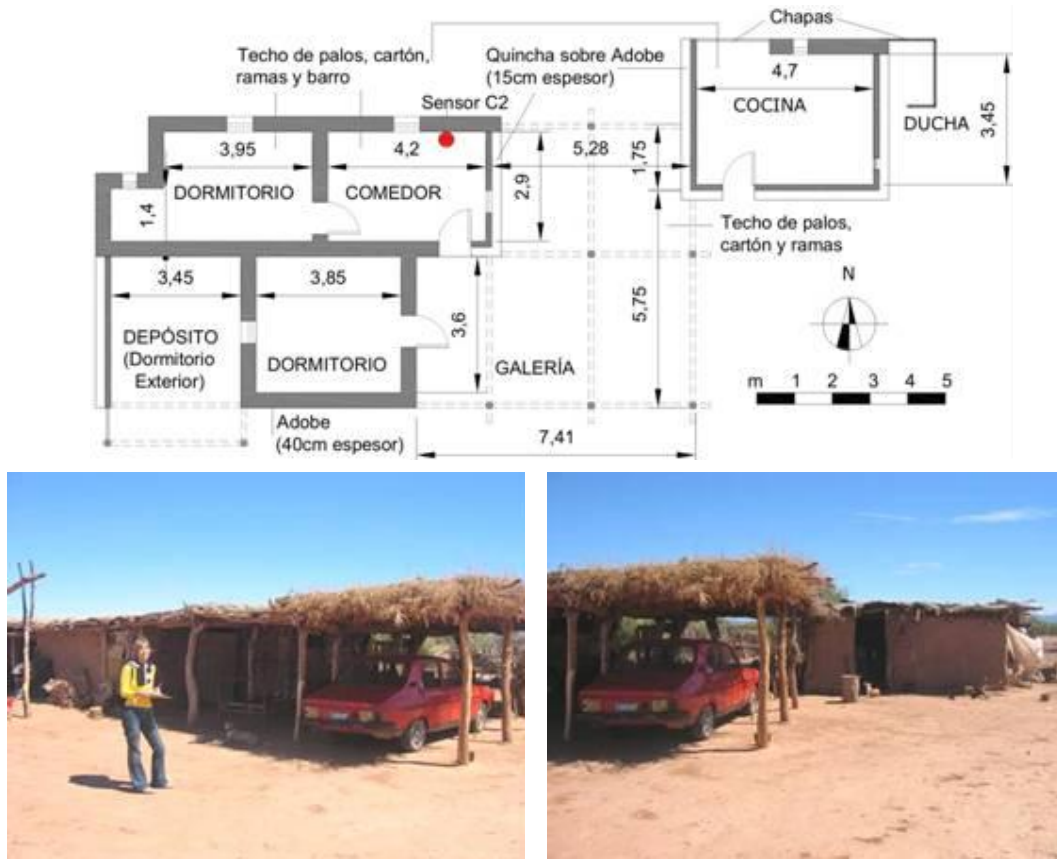 Chapas
Techo de palos, cartón,
ramas y barro
Quincha sobre Adobe
(15cm espesor)
Sensor C2
4,7
COCINA
DUCHA
3,45
3,95
4,2
5,28
1,75
2,9
DORMITORIO
COMEDOR
1,4
Techo de palos,
cartón y ramas
3,45
3,85
3,6
5,75
DEPÓSITO
(Dormitorio
Exterior)
DORMITORIO
GALERÍA
N
m 1 2 3 4 5
Adobe
(40cm espesor)
7,41